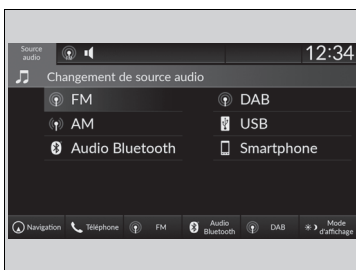 Source
audio
12:34
Changement de source audio
FM
DAB
AM
USB
Audio Bluetooth
Smartphone
Navigation
Téléphone
FM
Audio
Bluetooth
DAB
Mode
d'affichage